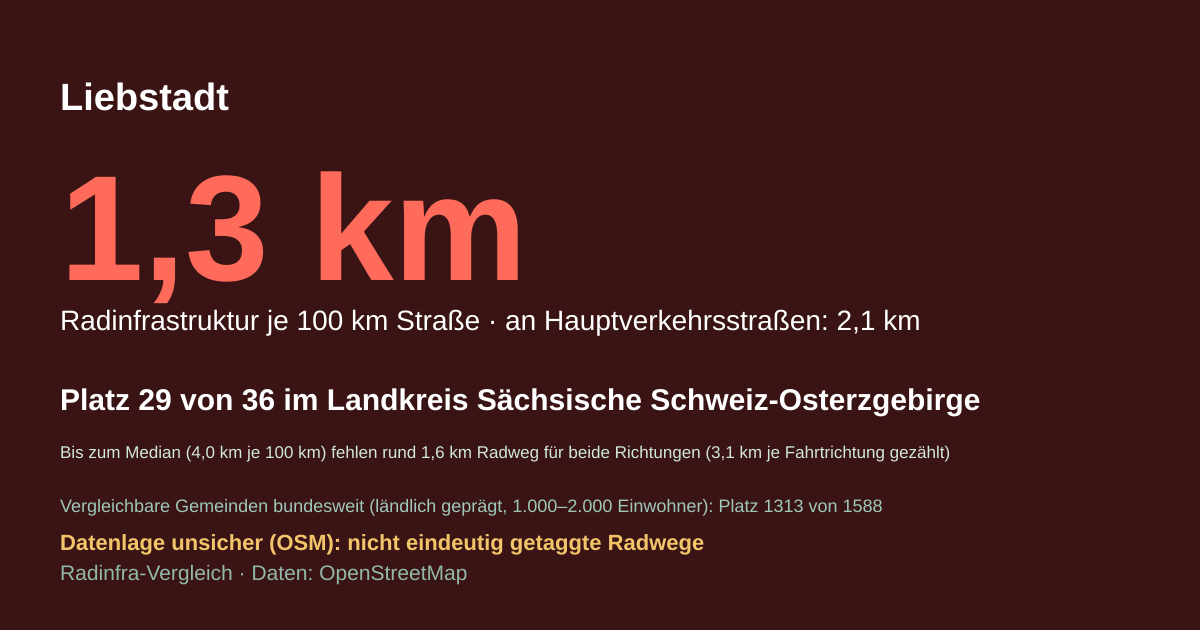 Liebstadt
1,3 km
Radinfrastruktur je 100 km Straße · an Hauptverkehrsstraßen: 2,1 km
Platz 29 von 36 im Landkreis Sächsische Schweiz-Osterzgebirge
Bis zum Median (4,0 km je 100 km) fehlen rund 1,6 km Radweg für beide Richtungen (3,1 km je Fahrtrichtung gezählt)
Vergleichbare Gemeinden bundesweit (ländlich geprägt, 1.000–2.000 Einwohner): Platz 1313 von 1588
Datenlage unsicher (OSM): nicht eindeutig getaggte Radwege
Radinfra-Vergleich · Daten: OpenStreetMap